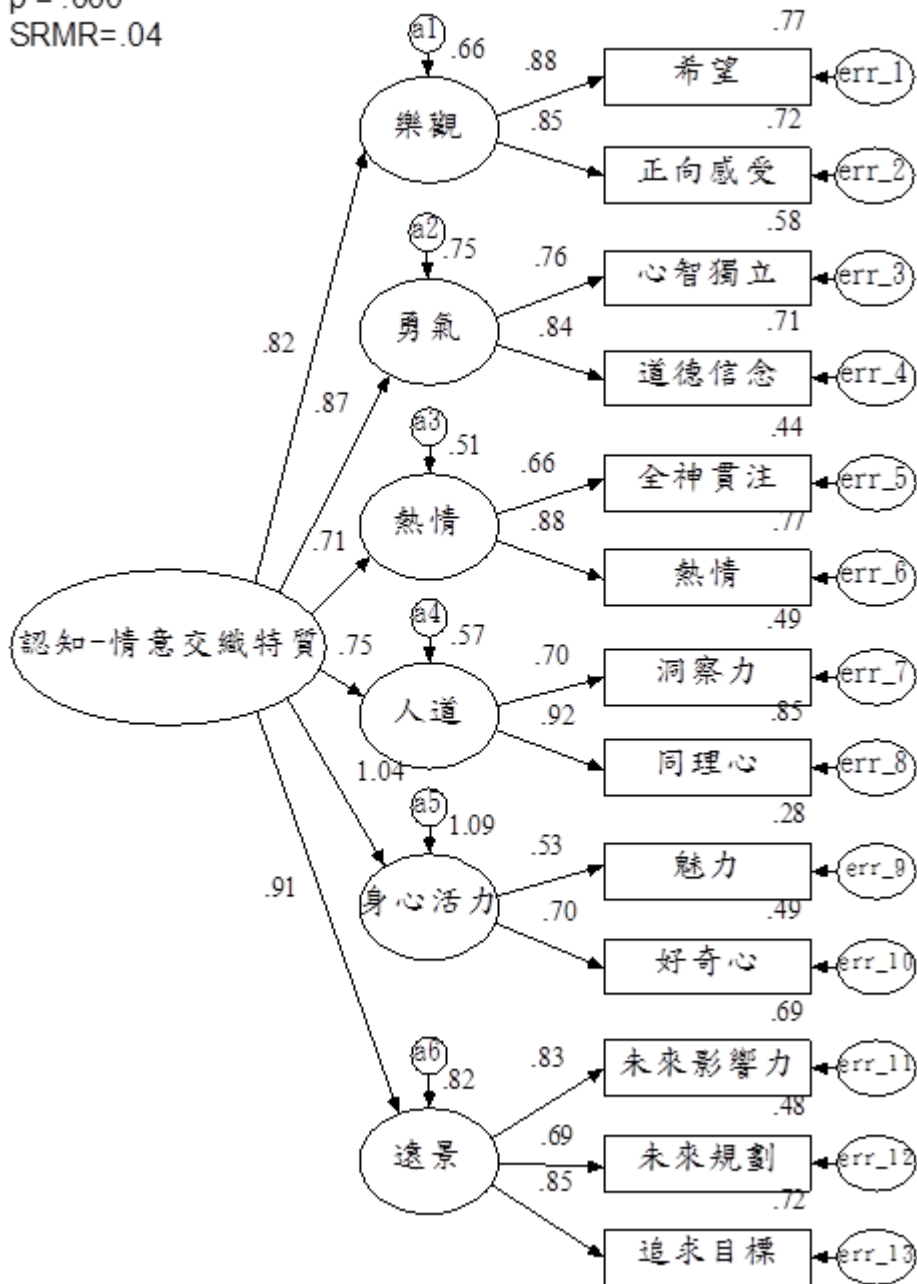 p = .000
SRMR=.04
a1
.66
.88
.77
希望
err_1
樂觀
.85
.72
正向感受
err_2
a2
.75
.76
.58
心智獨立
err_3
勇氣
.84
.71
道德信念
err_4
.82
.87
a3
.51
.66
.44
全神貫注
err_5
熱情
.88
.77
熱情
err_6
.71
認知-情意交織特質
.75
a4
.57
.70
.49
洞察力
err_7
人道
.92
.85
同理心
err_8
1.04
a5
1.09
.53
.28
魅力
err_9
身心活力
.70
.49
好奇心
err_10
.91
a6
.82
.83
.69
未來影響力
err_11
遠景
.69
.48
未來規劃
err_12
.85
.72
追求目標
err_13